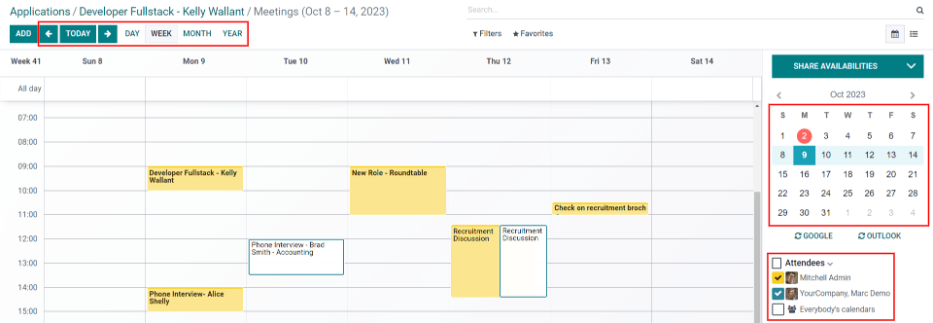 Applications / Developer Fullstack - Kelly Wallant / Meetings (Oct 8 – 14, 2023)
Search...
ADD TODAY DAY WEEK MONTH YEAR
Filters Favorites
Week 41 Sun 8 Mon 9 Tue 10 Wed 11 Thu 12 Fri 13 Sat 14
All day
07:00
08:00
09:00
10:00
11:00
12:00
13:00
14:00
15:00
Developer Fullstack - Kelly
Wallant
Phone Interview- Alice
Shelly
Phone Interview - Brad
Smith - Accounting
New Role - Roundtable
Recruitment
Discussion
Recruitment
Discussion
Check on recruitment broch
SHARE AVAILABILITIES
Oct 2023
S M T W T F S
1 2 3 4 5 6 7
8 9 10 11 12 13 14
15 16 17 18 19 20 21
22 23 24 25 26 27 28
29 30 31 1 2 3 4
GOOGLE OUTLOOK
Attendees
Mitchell Admin
YourCompany, Marc Demo
Everybody's calendars